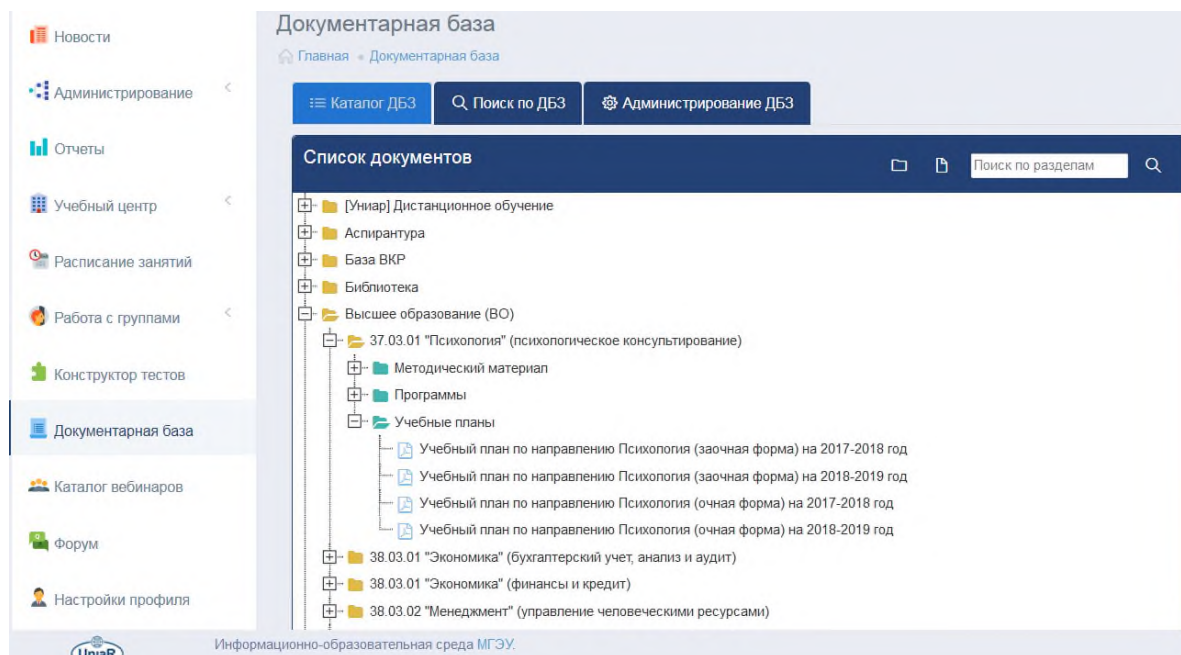 Документарная база
Главная • Документарная база
Новости
Администрирование
Отчеты
Учебный центр
Расписание занятий
Работа с группами
Конструктор тестов
Документарная база
Каталог вебинаров
Форум
Настройки профиля
Каталог ДБЗ Поиск по ДБЗ Администрирование ДБЗ
Список документов Поиск по разделам
[Униар] Дистанционное обучение
Аспирантура
База ВКР
Библиотека
Высшее образование (ВО)
37.03.01 "Психология" (психологическое консультирование)
Методический материал
Программы
Учебные планы
Учебный план по направлению Психология (заочная форма) на 2017-2018 год
Учебный план по направлению Психология (заочная форма) на 2018-2019 год
Учебный план по направлению Психология (очная форма) на 2017-2018 год
Учебный план по направлению Психология (очная форма) на 2018-2019 год
38.03.01 "Экономика" (бухгалтерский учет, анализ и аудит)
38.03.01 "Экономика" (финансы и кредит)
38.03.02 "Менеджмент" (управление человеческими ресурсами)
UniaR
Информационно-образовательная среда МГЭУ.